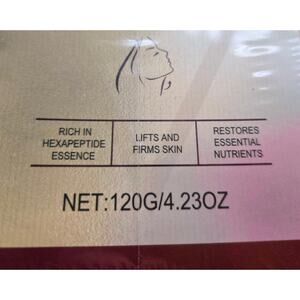 RICH IN
HEXAPEPTIDE
ESSENCE
LIFTS AND
FIRMS SKIN
RESTORES
ESSENTIAL
NUTRIENTS
NET:120G/4.23OZ